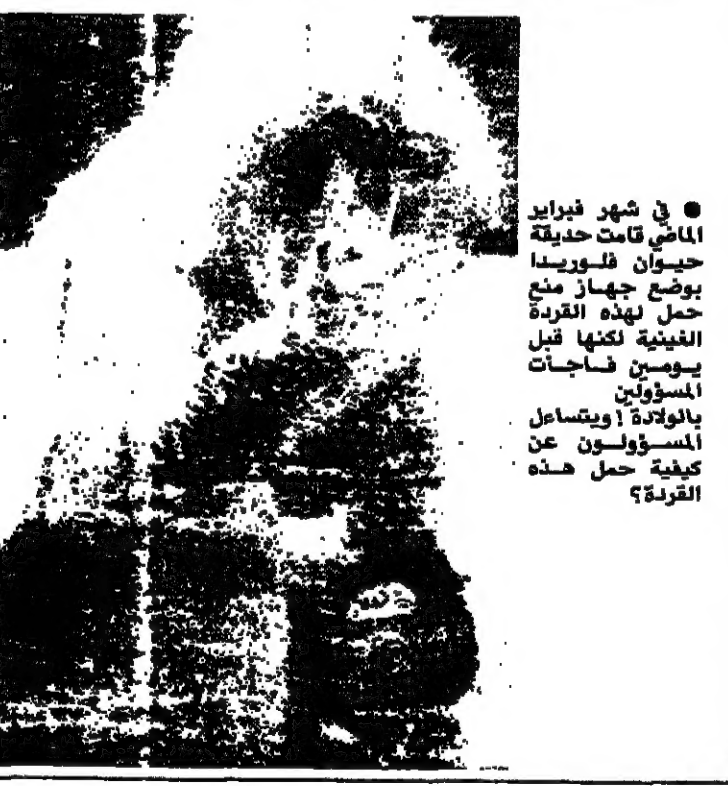 ● في شهر فبراير
الماضي قامت حديقة
حيوان فلوريدا
بوضع جهاز منع
حمل لهذه القردة
الغينية لكنها قبل
يومين فاجأت
المسؤولين
بالولادة ! ويتساءل
المسؤولون عن
كيفية حمل هذه
القردة؟